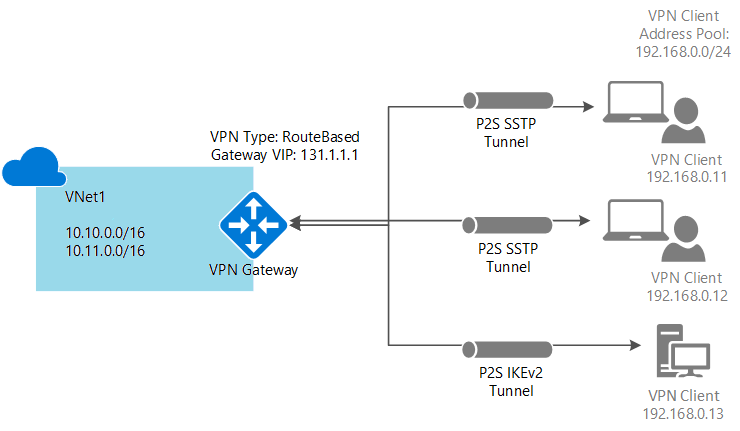 VPN Client
Address Pool:
192.168.0.0/24
P2S SSTP
Tunnel
VPN Type: RouteBased
Gateway VIP: 131.1.1.1
VPN Client
192.168.0.11
VNet1
10.10.0.0/16
10.11.0.0/16
VPN Gateway
P2S SSTP
Tunnel
VPN Client
192.168.0.12
P2S IKEv2
Tunnel
VPN Client
192.168.0.13